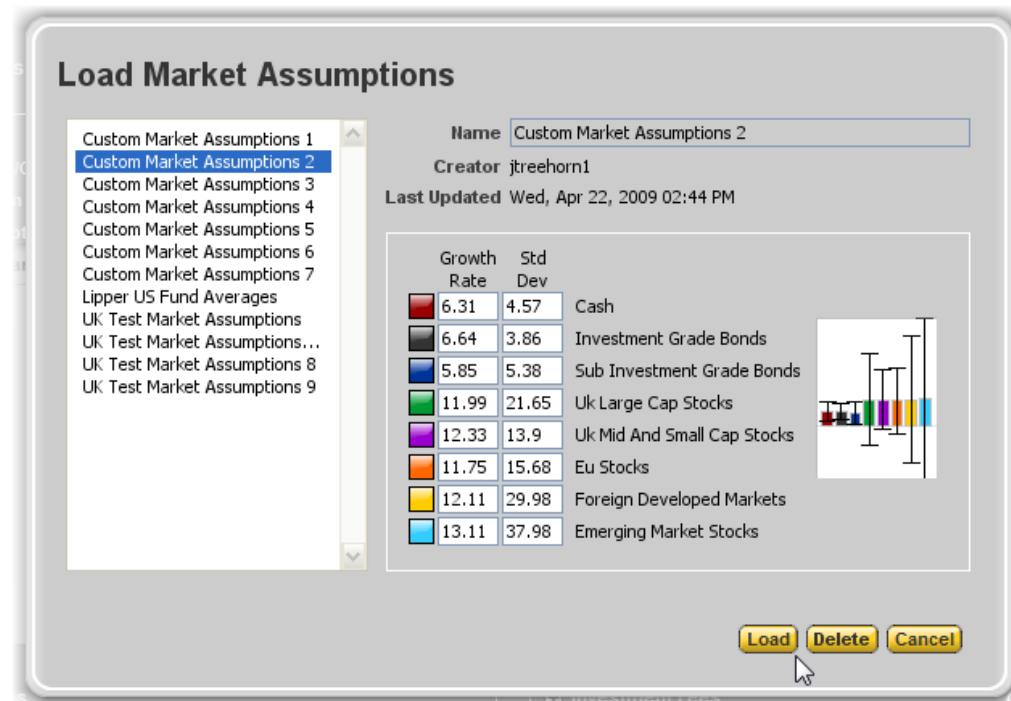 Load Market Assumptions
Custom Market Assumptions 1
Custom Market Assumptions 2
Custom Market Assumptions 3
Custom Market Assumptions 4
Custom Market Assumptions 5
Custom Market Assumptions 6
Custom Market Assumptions 7
Lipper US Fund Averages
UK Test Market Assumptions
UK Test Market Assumptions...
UK Test Market Assumptions 8
UK Test Market Assumptions 9
Name Custom Market Assumptions 2
Creator jtreehorn1
Last Updated Wed, Apr 22, 2009 02:44 PM
Growth Std
Rate Dev
6.31 4.57 Cash
6.64 3.86 Investment Grade Bonds
5.85 5.38 Sub Investment Grade Bonds
11.99 21.65 Uk Large Cap Stocks
12.33 13.9 Uk Mid And Small Cap Stocks
11.75 15.68 Eu Stocks
12.11 29.98 Foreign Developed Markets
13.11 37.98 Emerging Market Stocks
Load Delete Cancel
Investment Fees